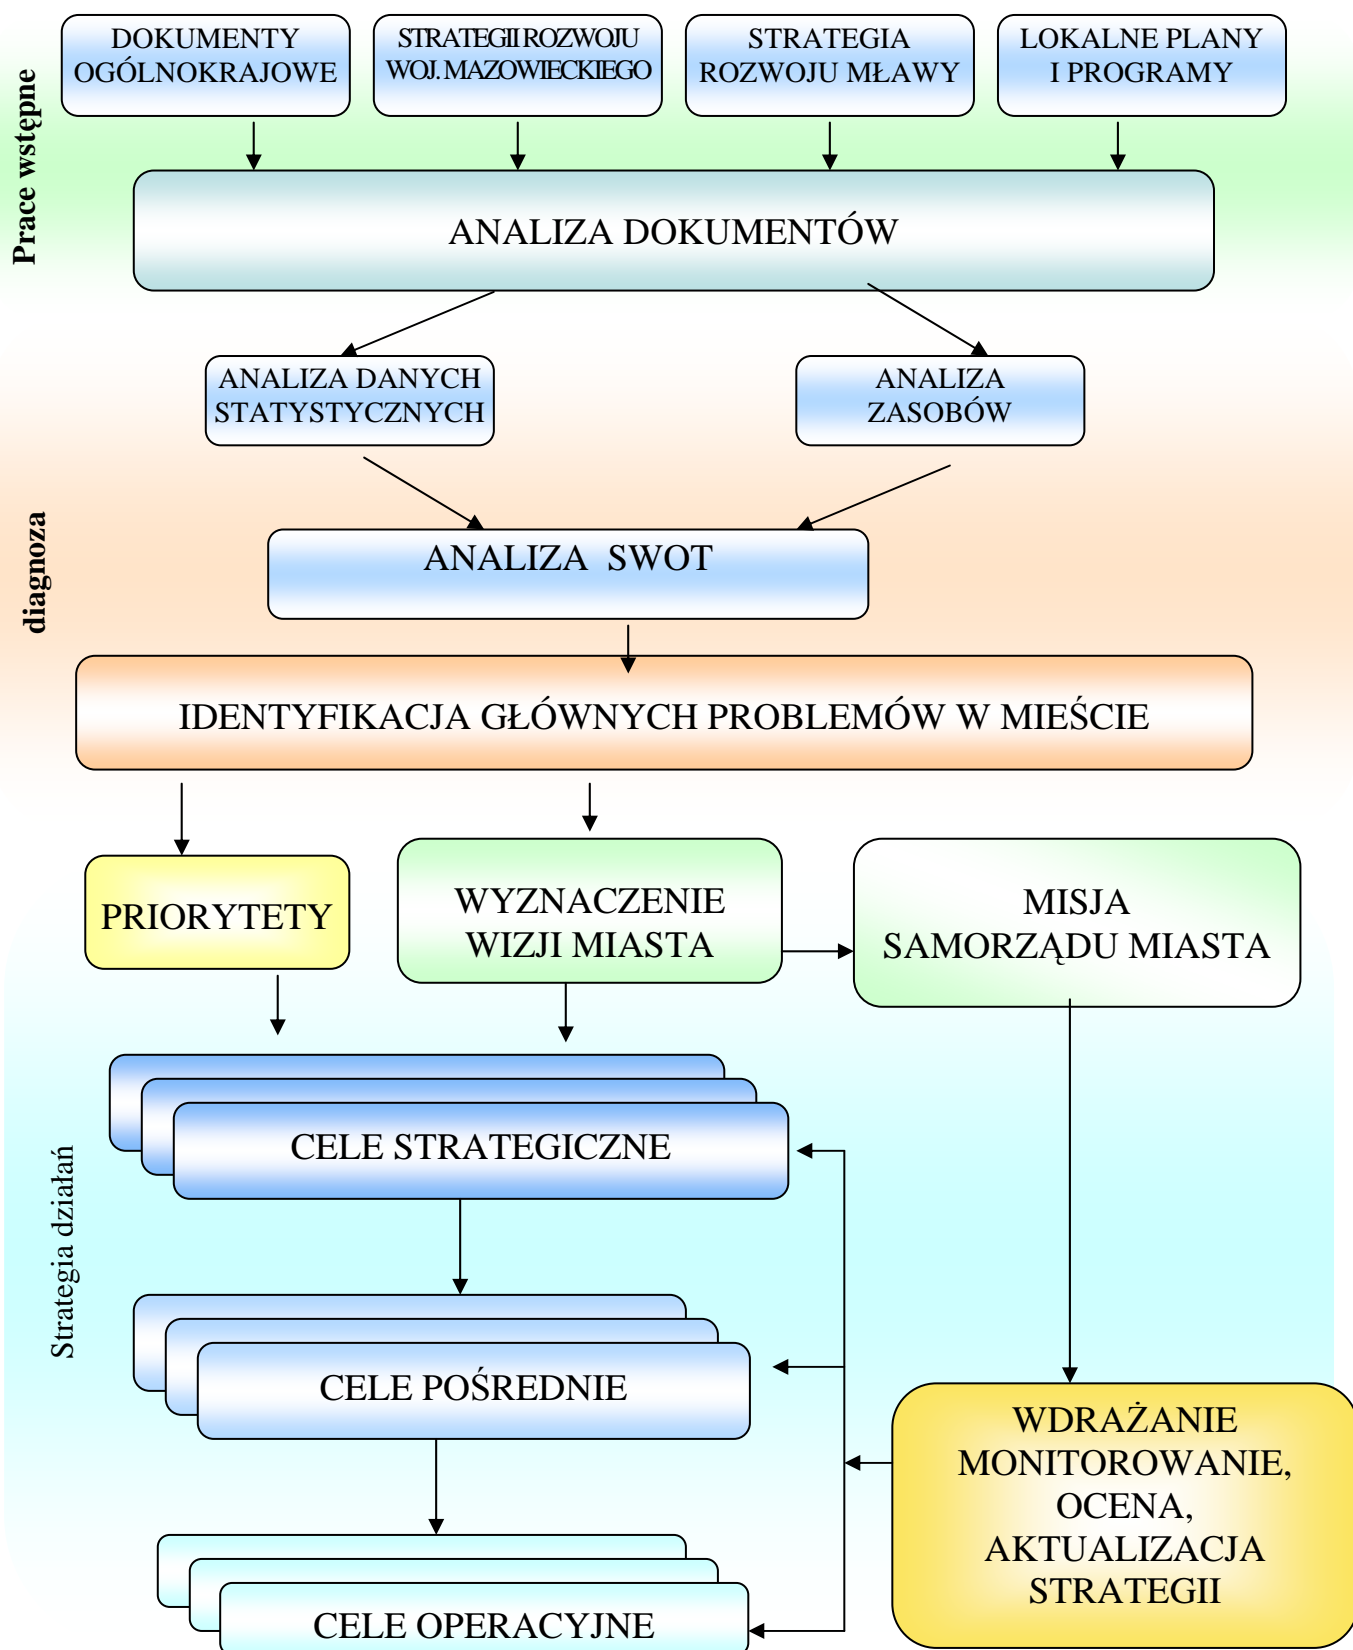 Prace wstępne
DOKUMENTY
OGÓLNOKRAJOWE
STRATEGII ROZWOJU
WOJ. MAZOWIECKIEGO
STRATEGIA
ROZWOJU MŁAWY
LOKALNE PLANY
I PROGRAMY
ANALIZA DOKUMENTÓW
diagnoza
ANALIZA DANYCH
STATYSTYCZNYCH
ANALIZA
ZASOBÓW
ANALIZA SWOT
IDENTYFIKACJA GŁÓWNYCH PROBLEMÓW W MIEŚCIE
Strategia działań
PRIORYTETY
WYZNACZENIE
WIZJI MIASTA
MISJA
SAMORZĄDU MIASTA
CELE STRATEGICZNE
CELE POŚREDNIE
CELE OPERACYJNE
WDRAŻANIE
MONITOROWANIE,
OCENA,
AKTUALIZACJA
STRATEGII